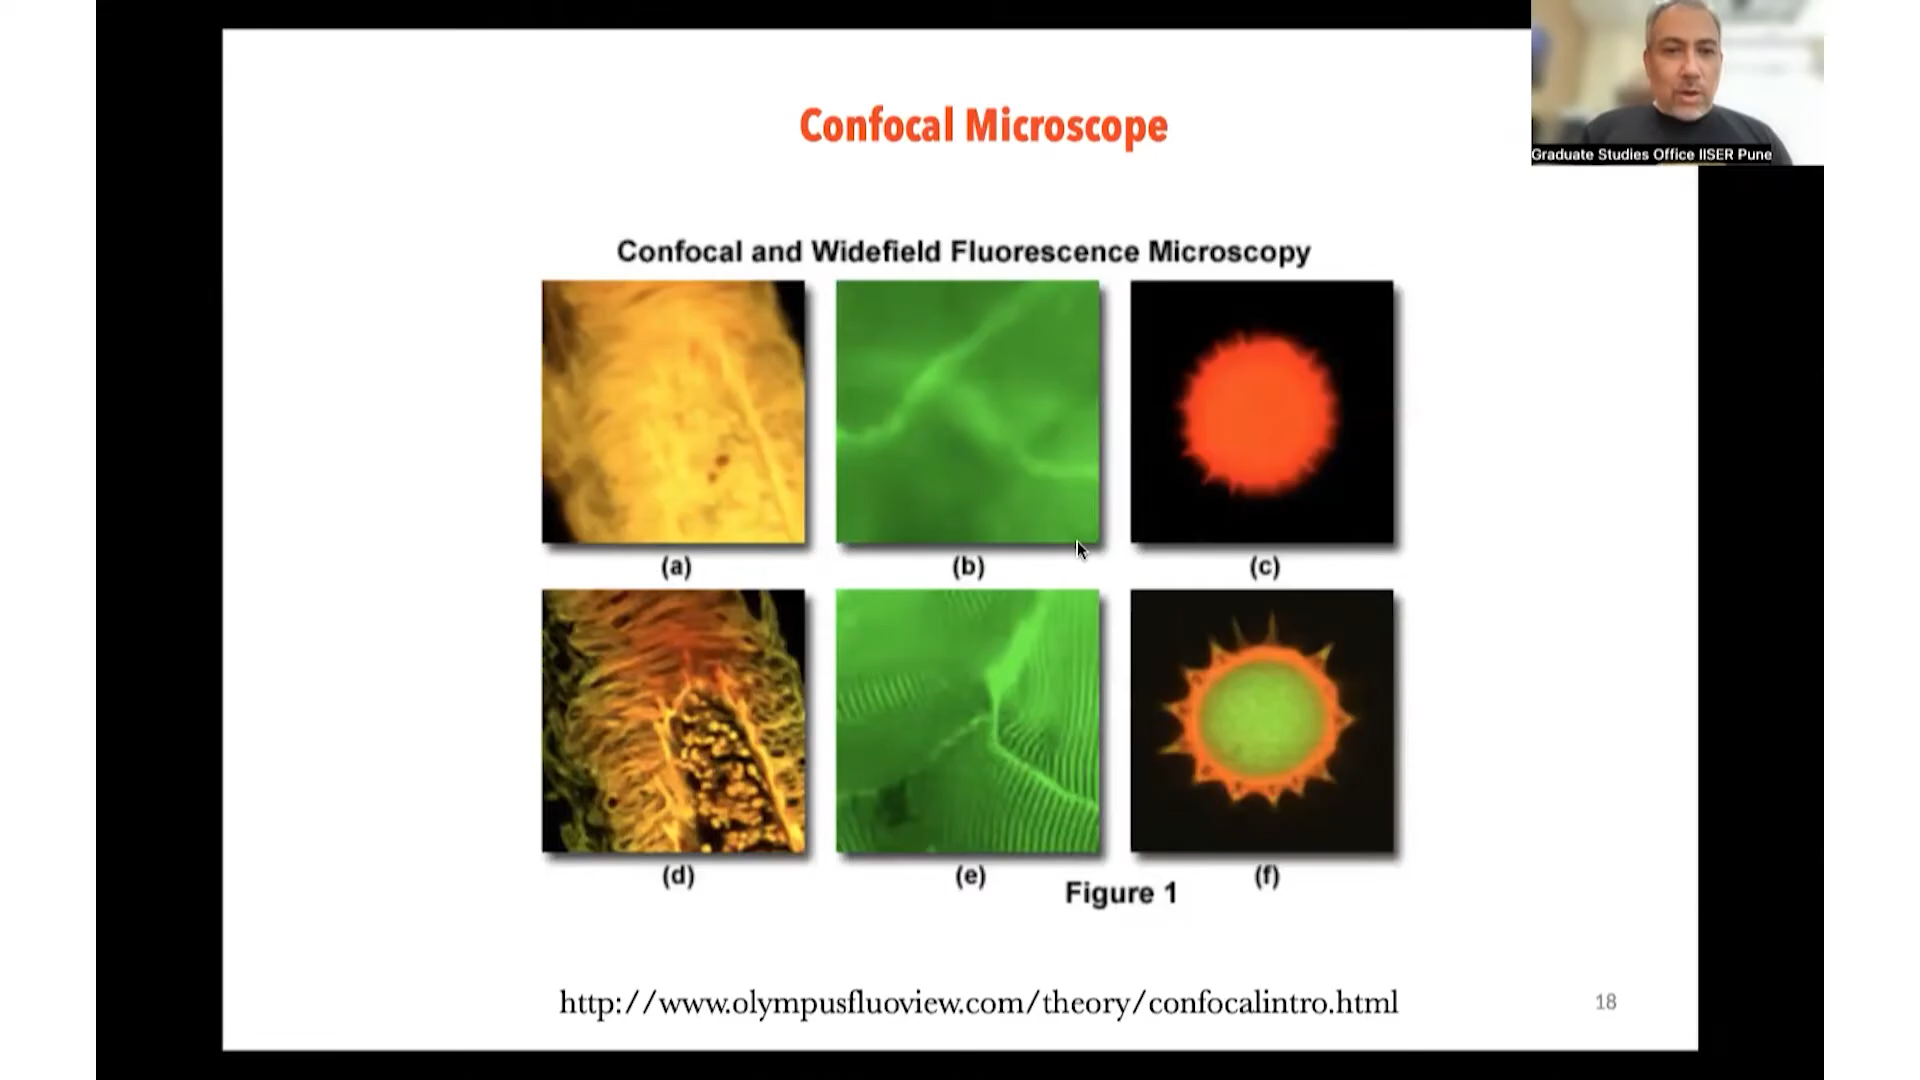 Confocal Microscope
Graduate Studies Office IISER Pune
Confocal and Widefield Fluorescence Microscopy
(a) (b) (c)
(d) (e) (f)
Figure 1
http://www.olympusfluoview.com/theory/confocalintro.html
18